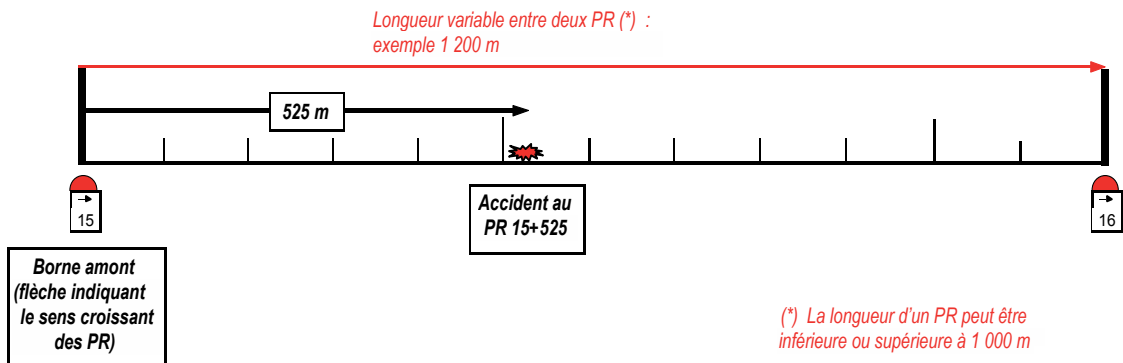 Longueur variable entre deux PR (*) :
exemple 1 200 m
525 m
Accident au
PR 15+525
15
16
Borne amont
(flèche indiquant
le sens croissant
des PR)
(*) La longueur d'un PR peut être
inférieure ou supérieure à 1 000 m